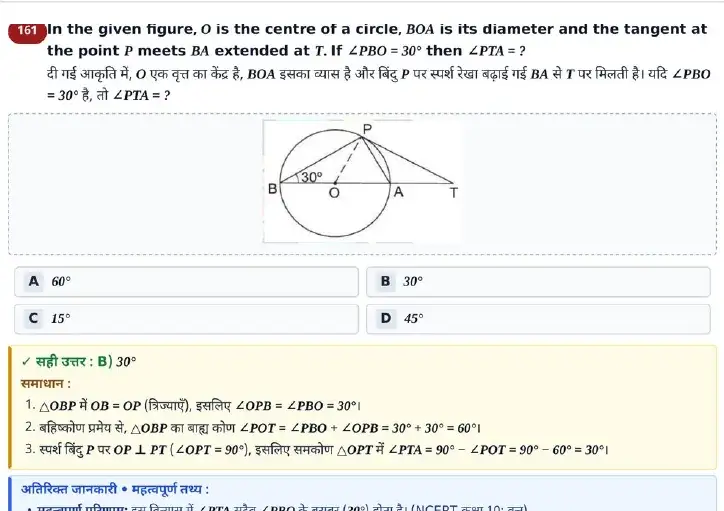 161 In the given figure, O is the centre of a circle, BOA is its diameter and the tangent at
the point P meets BA extended at T. If ∠PBO = 30° then ∠PTA = ?
दी गई आकृति में, O एक वृत्त का केंद्र है, BOA इसका व्यास है और बिंदु P पर स्पर्श रेखा बढ़ाई गई BA से T पर मिलती है। यदि ∠PBO
= 30° है, तो ∠PTA = ?
P
30°
B O A T
A 60° B 30°
C 15° D 45°
✓ सही उत्तर : B) 30°
समाधान :
1. △OBP में OB = OP (त्रिज्याएँ), इसलिए ∠OPB = ∠PBO = 30°।
2. बहिष्कोण प्रमेय से, △OBP का बाह्य कोण ∠POT = ∠PBO + ∠OPB = 30° + 30° = 60°।
3. स्पर्श बिंदु P पर OP ⊥ PT (∠OPT = 90°), इसलिए समकोण △OPT में ∠PTA = 90° − ∠POT = 90° − 60° = 30°।
अतिरिक्त जानकारी • महत्वपूर्ण तथ्य :